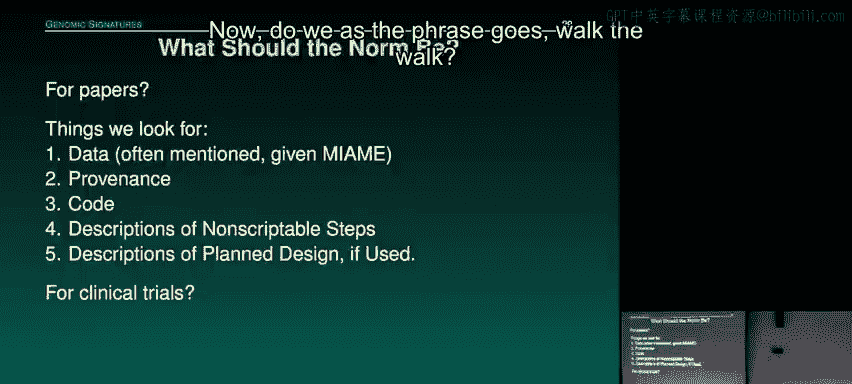 GENOMIC SIGNATURES
Now, do we as the phrase goes, walk the
walk?
What Should the Norm Be?
GPT中英字幕课程资源@bilibili.com
For papers?
Things we look for:
1. Data (often mentioned, given MIAME)
2. Provenance
3. Code
4. Descriptions of Nonscriptable Steps
5. Descriptions of Planned Design, if Used.
For clinical trials?